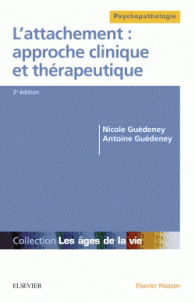 Psychopathologie
L'attachement :
approche clinique
et thérapeutique
2e édition
Nicole Guédeney
Antoine Guédeney
Collection Les âges de la vie
ELSEVIER
Elsevier Masson